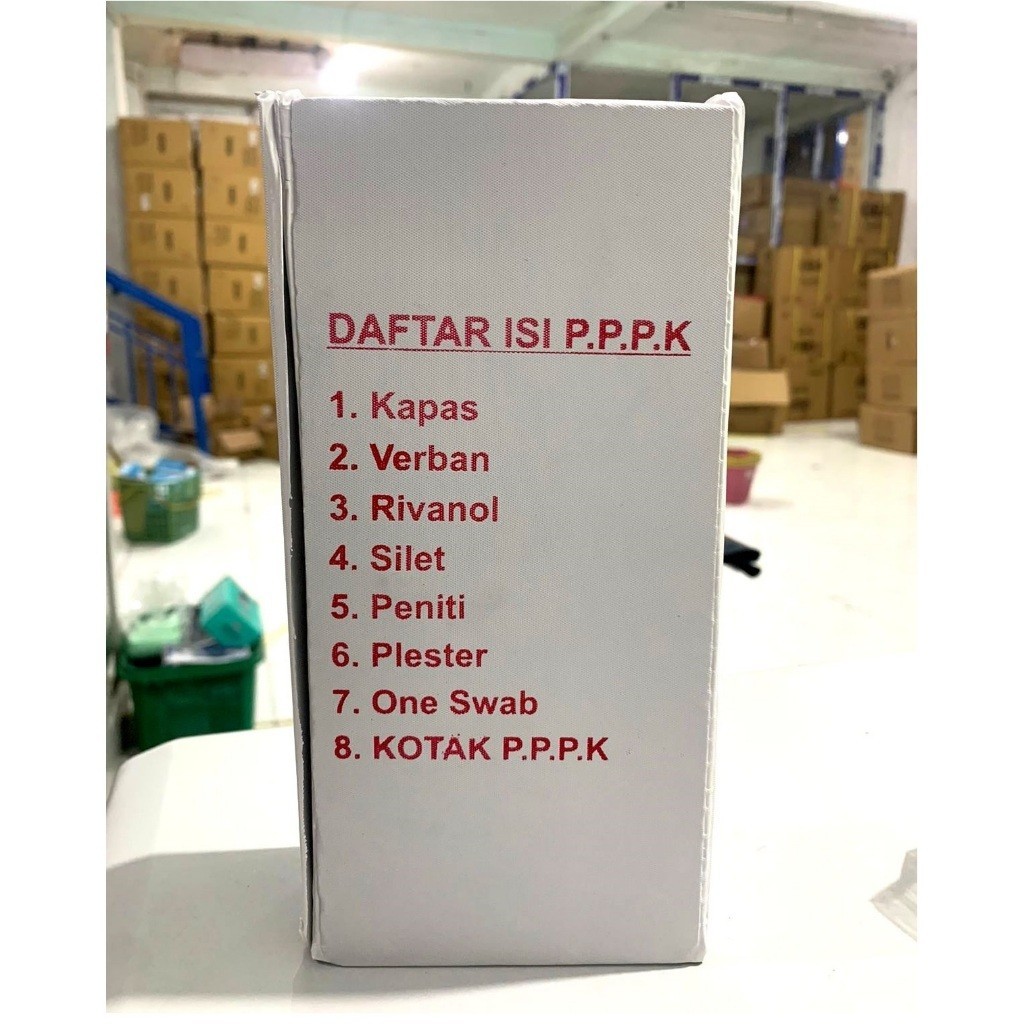 DAFTAR ISI P.P.P.K
1. Kapas
2. Verban
3. Rivanol
4. Silet
5. Peniti
6. Plester
7. One Swab
8. KOTAK P.P.P.K